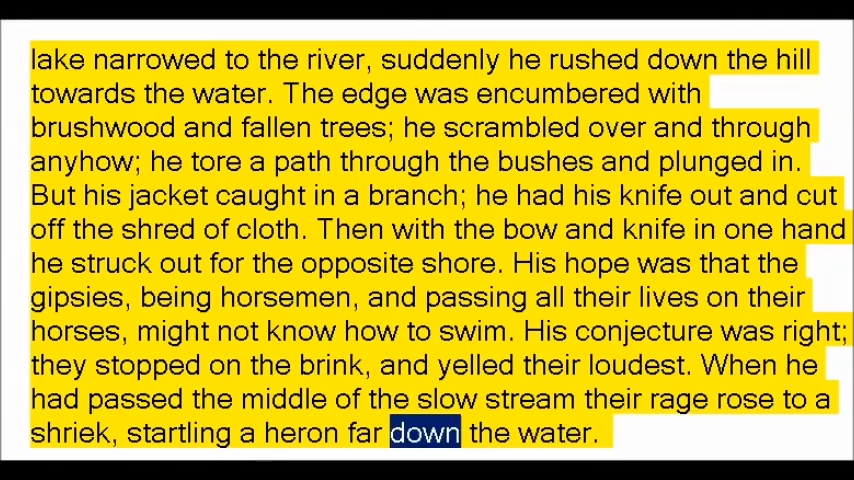 lake narrowed to the river, suddenly he rushed down the hill
towards the water. The edge was encumbered with
brushwood and fallen trees; he scrambled over and through
anyhow; he tore a path through the bushes and plunged in.
But his jacket caught in a branch; he had his knife out and cut
off the shred of cloth. Then with the bow and knife in one hand
he struck out for the opposite shore. His hope was that the
gipsies, being horsemen, and passing all their lives on their
horses, might not know how to swim. His conjecture was right;
they stopped on the brink, and yelled their loudest. When he
had passed the middle of the slow stream their rage rose to a
shriek, startling a heron far down the water.